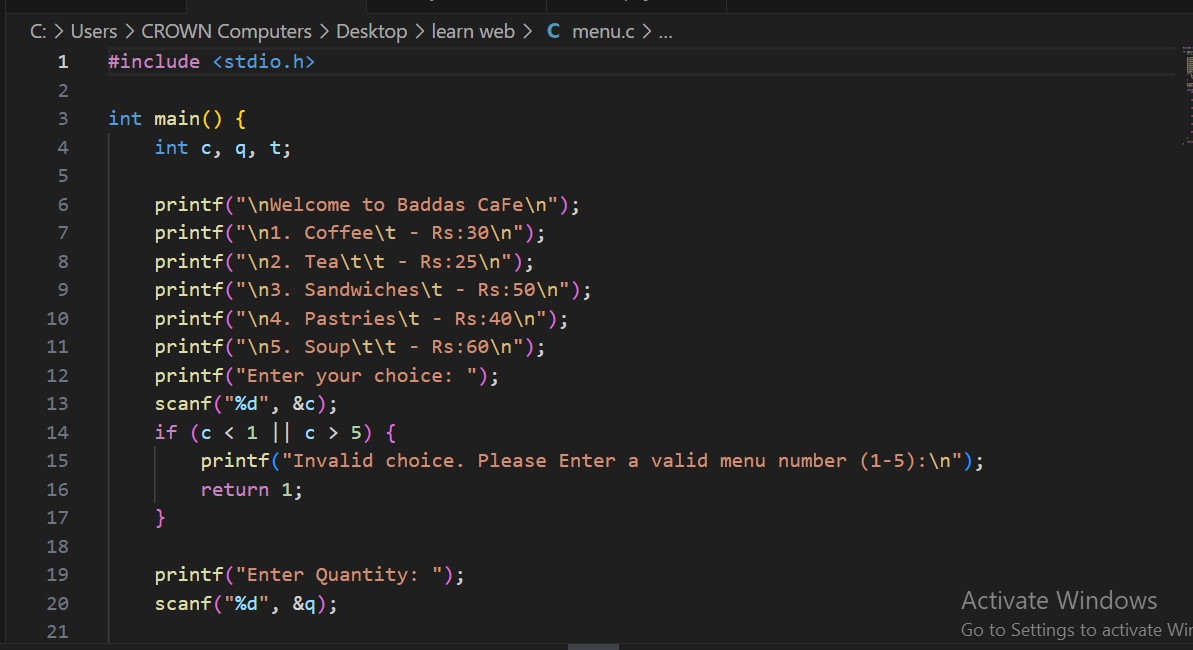 C: > Users > CROWN Computers > Desktop > learn web > C menu.c > ...
1 #include <stdio.h>
2
3 int main() {
4     int c, q, t;
5
6     printf("\nWelcome to Baddas CaFe\n");
7     printf("\n1. Coffee\t - Rs:30\n");
8     printf("\n2. Tea\t\t - Rs:25\n");
9     printf("\n3. Sandwiches\t - Rs:50\n");
10     printf("\n4. Pastries\t - Rs:40\n");
11     printf("\n5. Soup\t\t - Rs:60\n");
12     printf("Enter your choice: ");
13     scanf("%d", &c);
14     if (c < 1 || c > 5) {
15         printf("Invalid choice. Please Enter a valid menu number (1-5):\n");
16         return 1;
17     }
18
19     printf("Enter Quantity: ");
20     scanf("%d", &q);
21
Activate Windows
Go to Settings to activate Wi